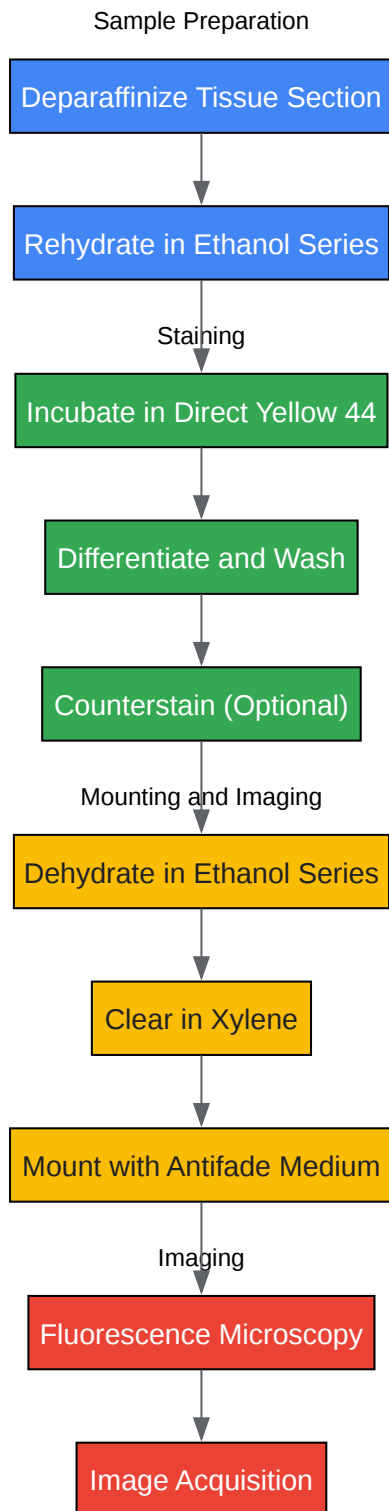 Sample Preparation
Deparaffinize Tissue Section
Rehydrate in Ethanol Series
Staining
Incubate in Direct Yellow 44
Differentiate and Wash
Counterstain (Optional)
Mounting and Imaging
Dehydrate in Ethanol Series
Clear in Xylene
Mount with Antifade Medium
Imaging
Fluorescence Microscopy
Image Acquisition